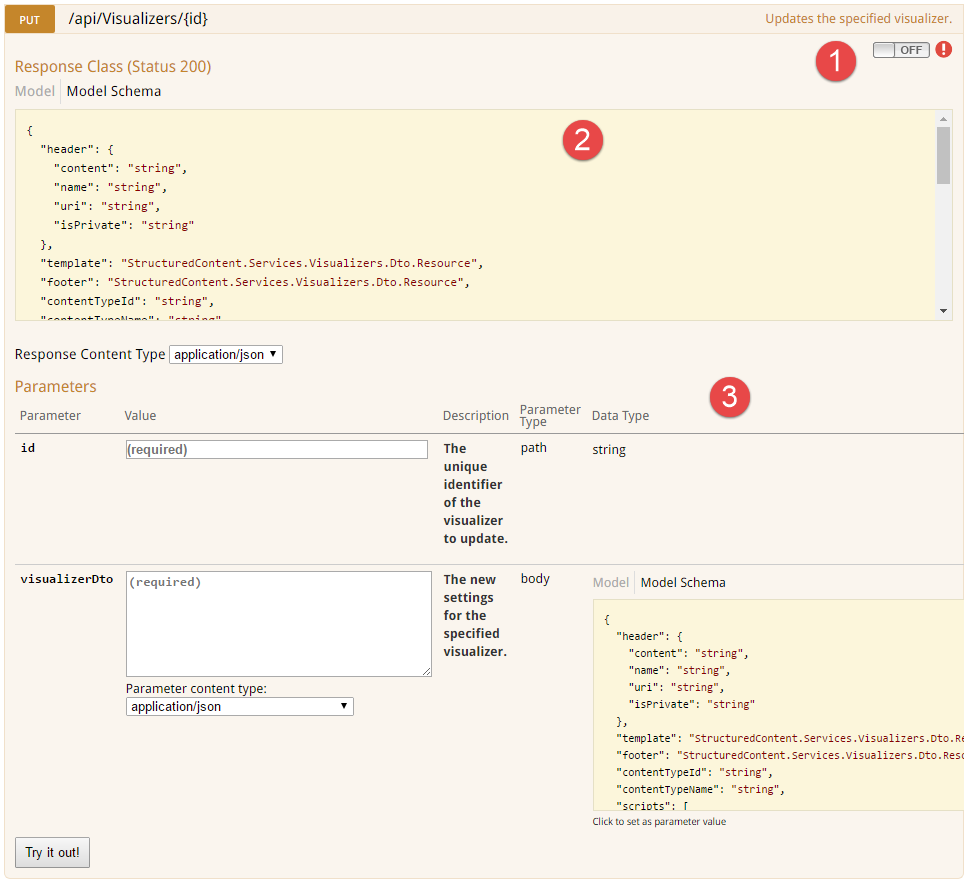 PUT /api/Visualizers/{id} Updates the specified visualizer.
1 OFF !
Response Class (Status 200)
Model Model Schema
2
{
"header": {
"content": "string",
"name": "string",
"uri": "string",
"isPrivate": "string"
},
"template": "StructuredContent.Services.Visualizers.Dto.Resource",
"footer": "StructuredContent.Services.Visualizers.Dto.Resource",
"contentTypeId": "string",
"contentTypeName": "string",
Response Content Type application/json
Parameters
3
Parameter Value Description Parameter Type Data Type
id (required) The unique identifier of the visualizer to update. path string
visualizerDto (required) The new settings for the specified visualizer. body
Model Model Schema
{
"header": {
"content": "string",
"name": "string",
"uri": "string",
"isPrivate": "string"
},
"template": "StructuredContent.Services.Visualizers.Dto.Re
"footer": "StructuredContent.Services.Visualizers.Dto.Reso
"contentTypeId": "string",
"contentTypeName": "string",
"scripts": [
Parameter content type:
application/json
Click to set as parameter value
Try it out!